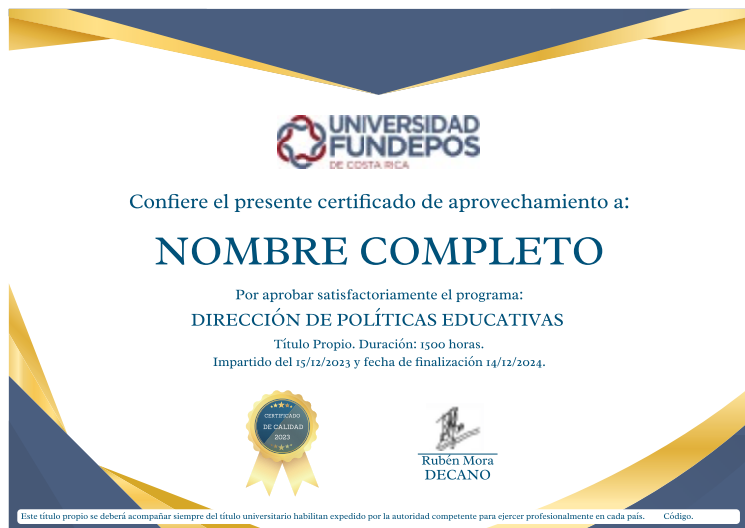 UNIVERSIDAD
FUNDEPOS
DE COSTA RICA
Confiere el presente certificado de aprovechamiento a:
NOMBRE COMPLETO
Por aprobar satisfactoriamente el programa:
DIRECCIÓN DE POLÍTICAS EDUCATIVAS
Título Propio. Duración: 1500 horas.
Impartido del 15/12/2023 y fecha de finalización 14/12/2024.
CERTIFICADO
DE CALIDAD
2023
Rubén Mora
DECANO
Este título propio se deberá acompañar siempre del título universitario habilitan expedido por la autoridad competente para ejercer profesionalmente en cada país. Código.